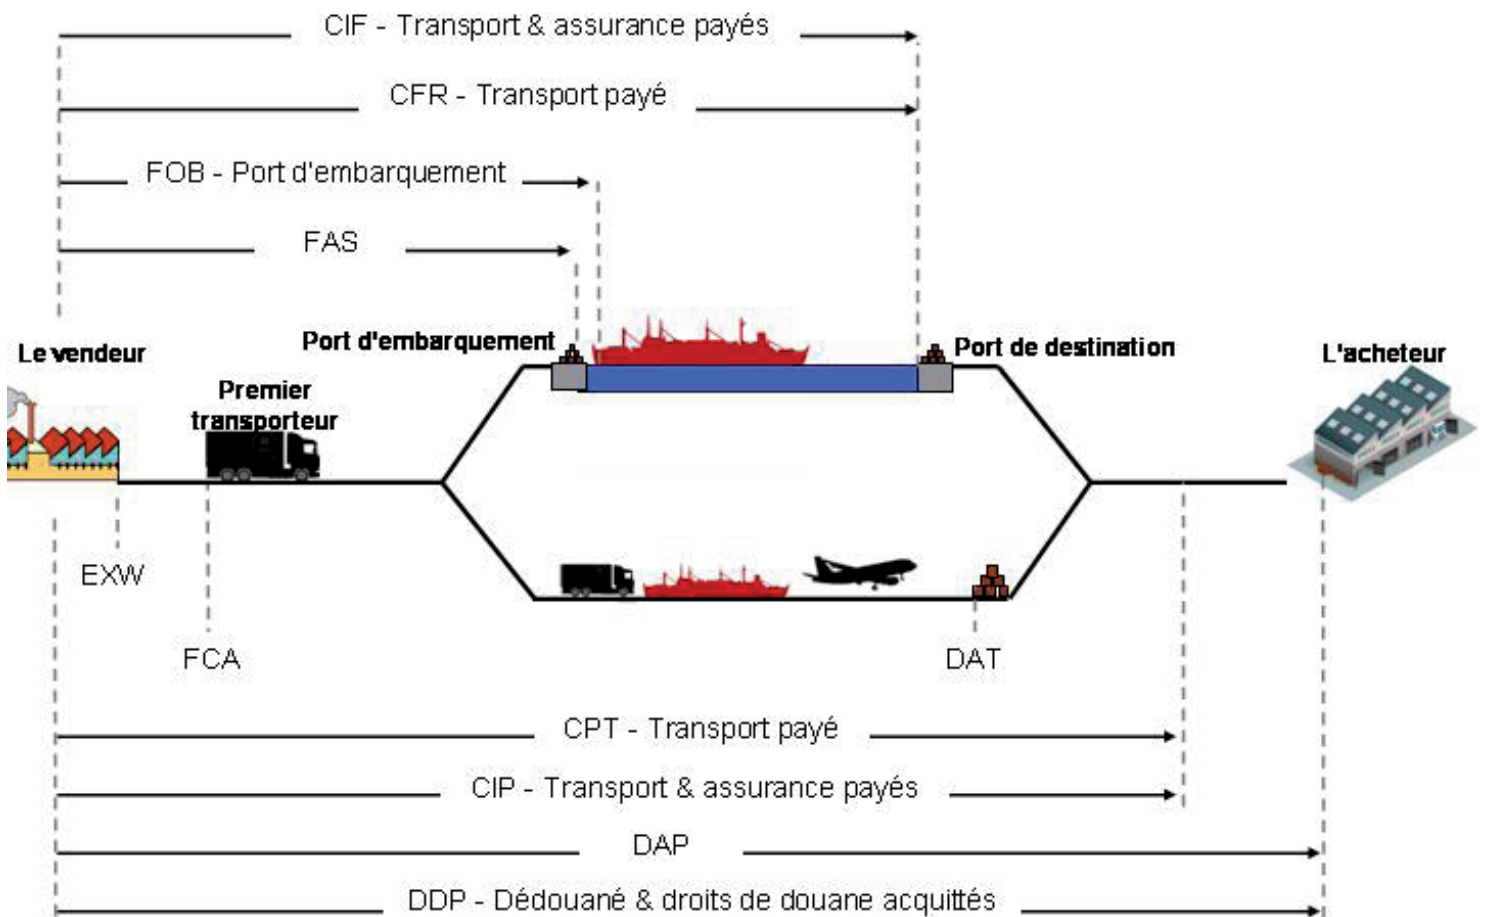 CIF - Transport & assurance payés
CFR - Transport payé
FOB - Port d'embarquement
FAS
Le vendeur
Port d'embarquement
Port de destination
L'acheteur
Premier
transporteur
EXW
FCA
DAT
CPT - Transport payé
CIP - Transport & assurance payés
DAP
DDP - Dédouané & droits de douane acquittés